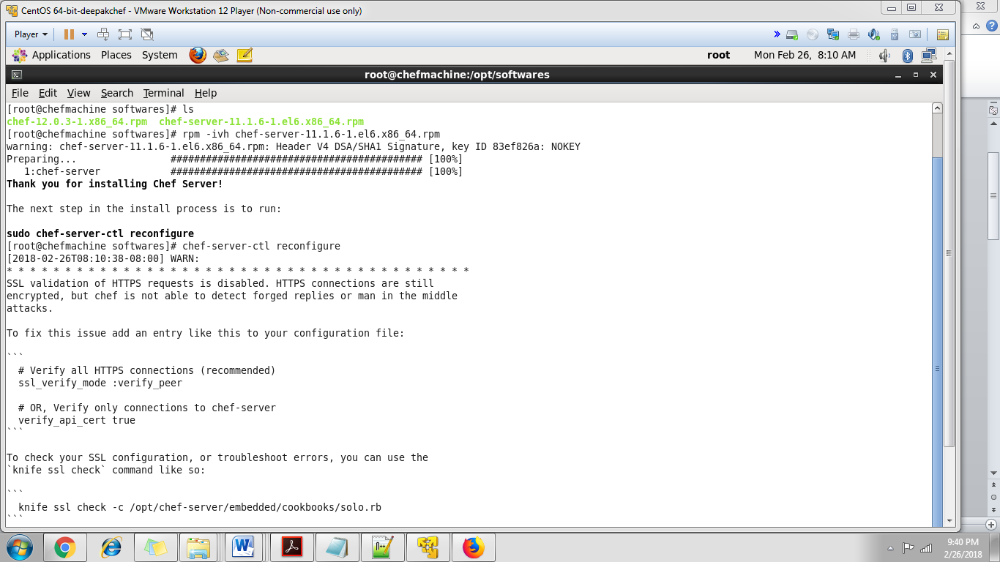 CentOS 64-bit-deepakchef - VMware Workstation 12 Player (Non-commercial use only)
Player
Applications Places System root Mon Feb 26, 8:10 AM
root@chefmachine:/opt/softwares
File Edit View Search Terminal Help
[root@chefmachine softwares]# ls
chef-12.0.3-1.x86_64.rpm  chef-server-11.1.6-1.el6.x86_64.rpm
[root@chefmachine softwares]# rpm -ivh chef-server-11.1.6-1.el6.x86_64.rpm
warning: chef-server-11.1.6-1.el6.x86_64.rpm: Header V4 DSA/SHA1 Signature, key ID 83ef826a: NOKEY
Preparing...                ########################################### [100%]
   1:chef-server            ########################################### [100%]
Thank you for installing Chef Server!
The next step in the install process is to run:
sudo chef-server-ctl reconfigure
[root@chefmachine softwares]# chef-server-ctl reconfigure
[2018-02-26T08:10:38-08:00] WARN:
* * * * * * * * * * * * * * * * * * * * * * * * * * * * * * * * * * * * * * * *
SSL validation of HTTPS requests is disabled. HTTPS connections are still
encrypted, but chef is not able to detect forged replies or man in the middle
attacks.
To fix this issue add an entry like this to your configuration file:
```
  # Verify all HTTPS connections (recommended)
  ssl_verify_mode :verify_peer
  # OR, Verify only connections to chef-server
  verify_api_cert true
```
To check your SSL configuration, or troubleshoot errors, you can use the
`knife ssl check` command like so:
```
  knife ssl check -c /opt/chef-server/embedded/cookbooks/solo.rb
```
9:40 PM
2/26/2018